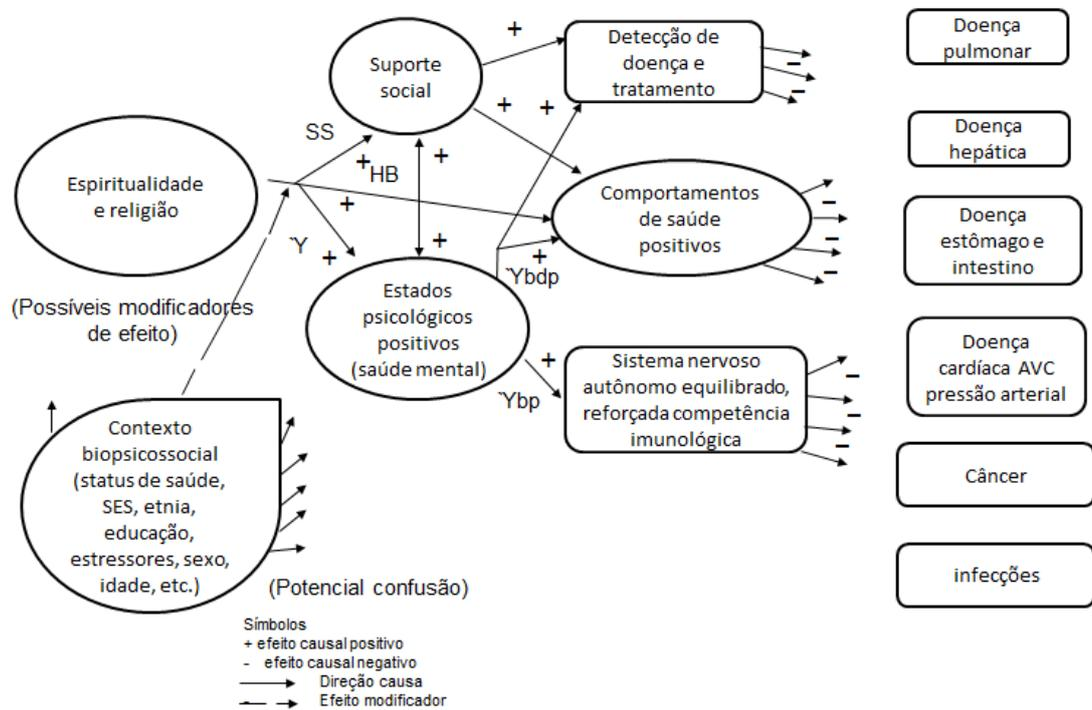 Suporte
social
+
Detecção de
doença e
tratamento
-
-
Doença
pulmonar
+
+
SS
+
HB
+
Doença
hepática
Espiritualidade
e religião
+
Comportamentos
de saúde
positivos
-
-
-
-
Doença
estômago e
intestino
`Y
+
+
+
`Ybdp
(Possíveis modificadores
de efeito)
Estados
psicológicos
positivos
(saúde mental)
+
`Ybp
Sistema nervoso
autônomo equilibrado,
reforçada competência
imunológica
-
-
-
-
Doença
cardíaca AVC
pressão arterial
Contexto
biopsicossocial
(status de saúde,
SES, etnia,
educação,
estressores, sexo,
idade, etc.)
Câncer
infecções
(Potencial confusão)
Símbolos
+ efeito causal positivo
- efeito causal negativo
Direção causa
Efeito modificador